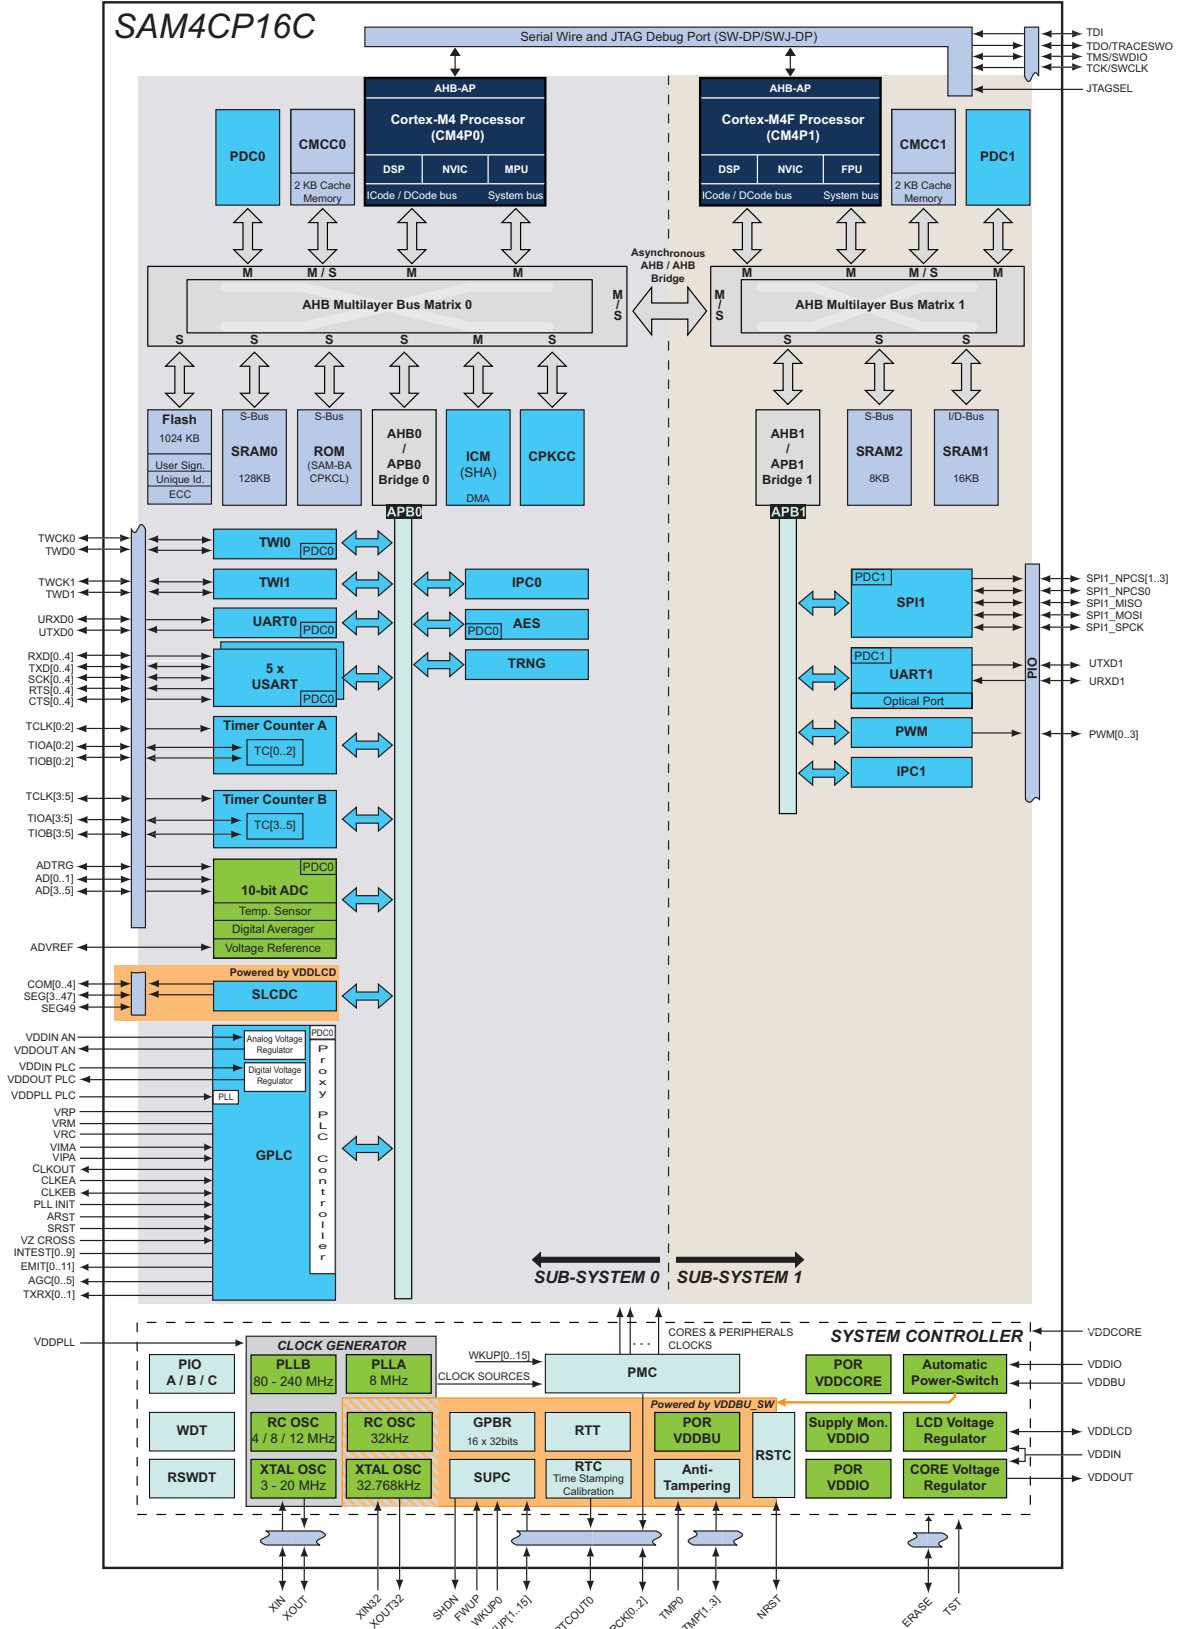 SAM4CP16C
Serial Wire and JTAG Debug Port (SW-DP/SWJ-DP)
TDI
TDO/TRACESWO
TMS/SWDIO
TCK/SWCLK
JTAGSEL
PDC0
CMCC0
2 KB Cache
Memory
AHB-AP
Cortex-M4 Processor
(CM4P0)
DSP
NVIC
MPU
ICode / DCode bus
System bus
AHB-AP
Cortex-M4F Processor
(CM4P1)
DSP
NVIC
FPU
ICode / DCode bus
System bus
CMCC1
2 KB Cache
Memory
PDC1
Asynchronous
AHB / AHB
Bridge
M
M / S
M
M
AHB Multilayer Bus Matrix 0
M
/
S
S
S
S
S
M
S
M
M
M / S
M
M
/
S
AHB Multilayer Bus Matrix 1
S
S
S
Flash
1024 KB
User Sign.
Unique Id.
ECC
S-Bus
SRAM0
128KB
S-Bus
ROM
(SAM-BA
CPKCL)
AHB0
/
APB0
Bridge 0
APB0
ICM
(SHA)
DMA
CPKCC
AHB1
/
APB1
Bridge 1
APB1
S-Bus
SRAM2
8KB
I/D-Bus
SRAM1
16KB
TWCK0
TWD0
TWI0
PDC0
TWCK1
TWD1
TWI1
URXD0
UTXD0
UART0
PDC0
RXD[0..4]
TXD[0..4]
SCK[0..4]
RTS[0..4]
CTS[0..4]
5 x
USART
PDC0
TCLK[0:2]
TIOA[0:2]
TIOB[0:2]
Timer Counter A
TC[0..2]
TCLK[3:5]
TIOA[3:5]
TIOB[3:5]
Timer Counter B
TC[3..5]
ADTRG
AD[0..1]
AD[3..5]
ADVREF
PDC0
10-bit ADC
Temp. Sensor
Digital Averager
Voltage Reference
IPC0
AES
PDC0
TRNG
PDC1
SPI1
PDC1
UART1
Optical Port
PWM
IPC1
PIO
SPI1_NPCS[1..3]
SPI1_NPCS0
SPI1_MISO
SPI1_MOSI
SPI1_SPCK
UTXD1
URXD1
PWM[0..3]
Powered by VDDLCD
COM[0..4]
SEG[3..47]
SEG49
SLCDC
VDDIN AN
VDDOUT AN
VDDIN PLC
VDDOUT PLC
VDDPLL PLC
VRP
VRM
VRC
VIMA
VIPA
CLKOUT
CLKEA
CLKEB
PLL INIT
ARST
SRST
VZ CROSS
INTEST[0..9]
EMIT[0..11]
AGC[0..5]
TXRX[0..1]
Analog Voltage
Regulator
Digital Voltage
Regulator
PLL
GPLC
PDC0
Proxy PLC Controller
SUB-SYSTEM 0
SUB-SYSTEM 1
VDDPLL
CORES & PERIPHERALS
CLOCKS
SYSTEM CONTROLLER
CLOCK GENERATOR
WKUP[0..15]
CLOCK SOURCES
PMC
PIO
A / B / C
PLLB
80 - 240 MHz
PLLA
8 MHz
POR
VDDCORE
Automatic
Power-Switch
Powered by VDDBU_SW
WDT
RC OSC
4 / 8 / 12 MHz
RC OSC
32kHz
GPBR
16 x 32bits
RTT
POR
VDDBU
RSTC
Supply Mon.
VDDIO
LCD Voltage
Regulator
RSWDT
XTAL OSC
3 - 20 MHz
XTAL OSC
32.768kHz
SUPC
RTC
Time Stamping
Calibration
Anti-
Tampering
POR
VDDIO
CORE Voltage
Regulator
VDDCORE
VDDIO
VDDBU
VDDLCD
VDDIN
VDDOUT
XIN
XOUT
XIN32
XOUT32
SHDN
FWUP
WKUP0
PCK[0..2]
TMP0
TMP[1..3]
NRST
ERASE
TST